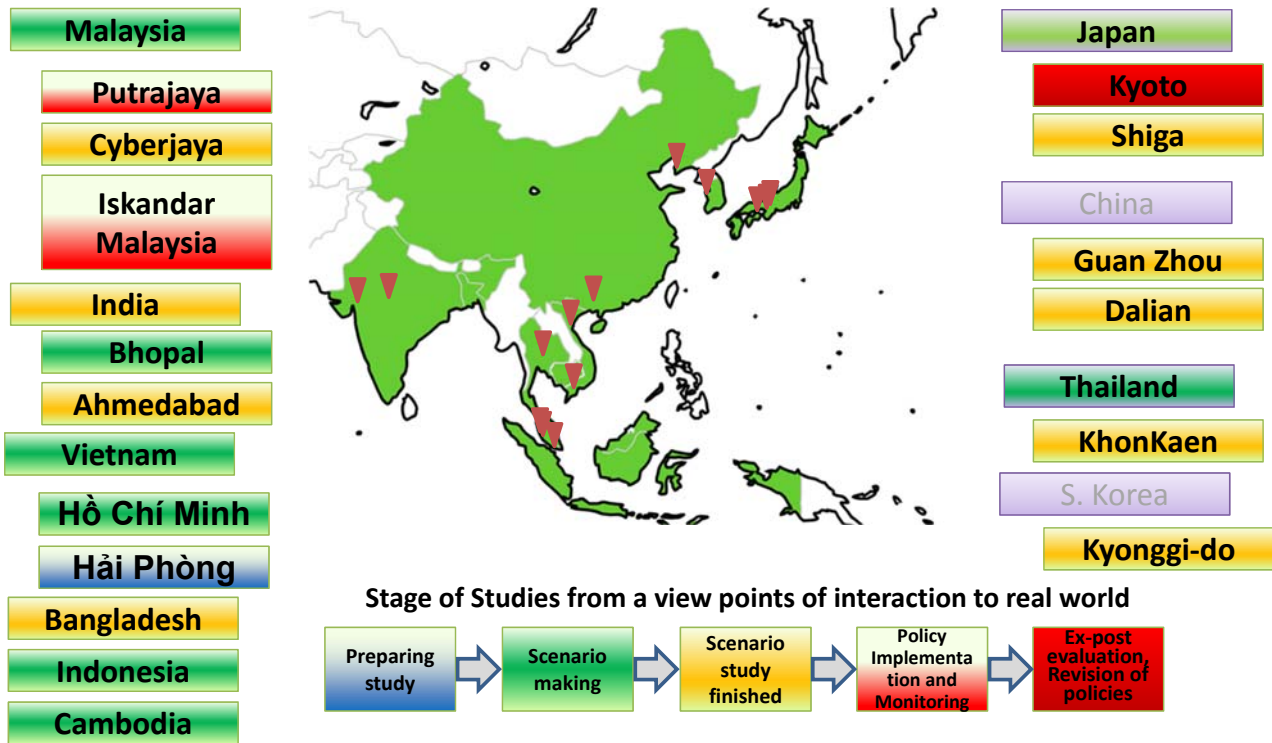 Malaysia
Putrajaya
Cyberjaya
Iskandar
Malaysia
India
Bhopal
Ahmedabad
Vietnam
Hồ Chí Minh
Hải Phòng
Bangladesh
Indonesia
Cambodia
Japan
Kyoto
Shiga
China
Guan Zhou
Dalian
Thailand
KhonKaen
S. Korea
Kyonggi-do
Stage of Studies from a view points of interaction to real world
Preparing
study
Scenario
making
Scenario
study
finished
Policy
Implementa
tion and
Monitoring
Ex-post
evaluation,
Revision of
policies